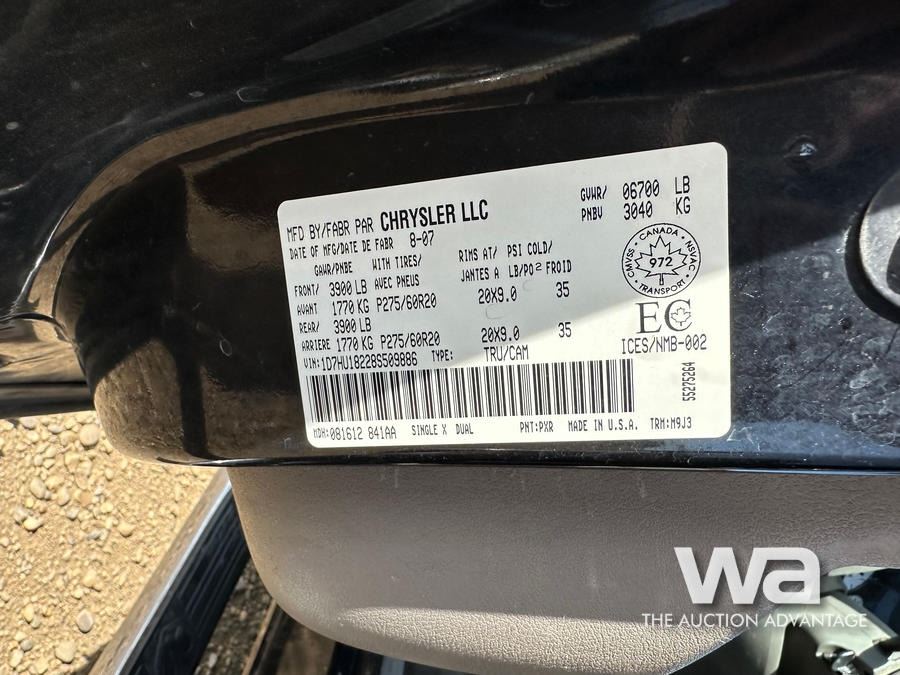 MFD BY/FABR PAR CHRYSLER LLC
DATE OF MFG/DATE DE FABR 8-07
GVWR/ 06700 LB
PNBV 3040 KG
GAWR/PNBE WITH TIRES/ RIMS AT/ PSI COLD/
AVEC PNEUS JANTES A LB/PO2 FROID
FRONT/ 3900 LB
AVANT 1770 KG P275/60R20 20X9.0 35
REAR/ 3900 LB
ARRIERE 1770 KG P275/60R20 20X9.0 35
VIN: 1D7HU18228S509886 TYPE: TRU/CAM
CANADA
CMVSS NSVAC
972
TRANSPORT
EC
ICES/NMB-002
55275264
MDH: 081612 841AA SINGLE X DUAL PNT: PXR MADE IN U.S.A. TRM: M9J3
wa
THE AUCTION ADVANTAGE